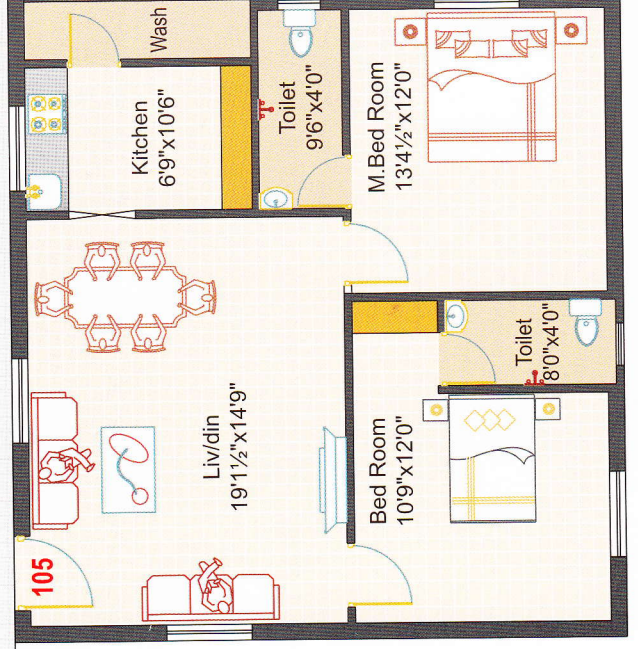 Wash
Kitchen
6'9"x10'6"
Toilet
9'6"x4'0"
M.Bed Room
13'4½"x12'0"
Liv/din
19'1½"x14'9"
Bed Room
10'9"x12'0"
Toilet
8'0"x4'0"
105